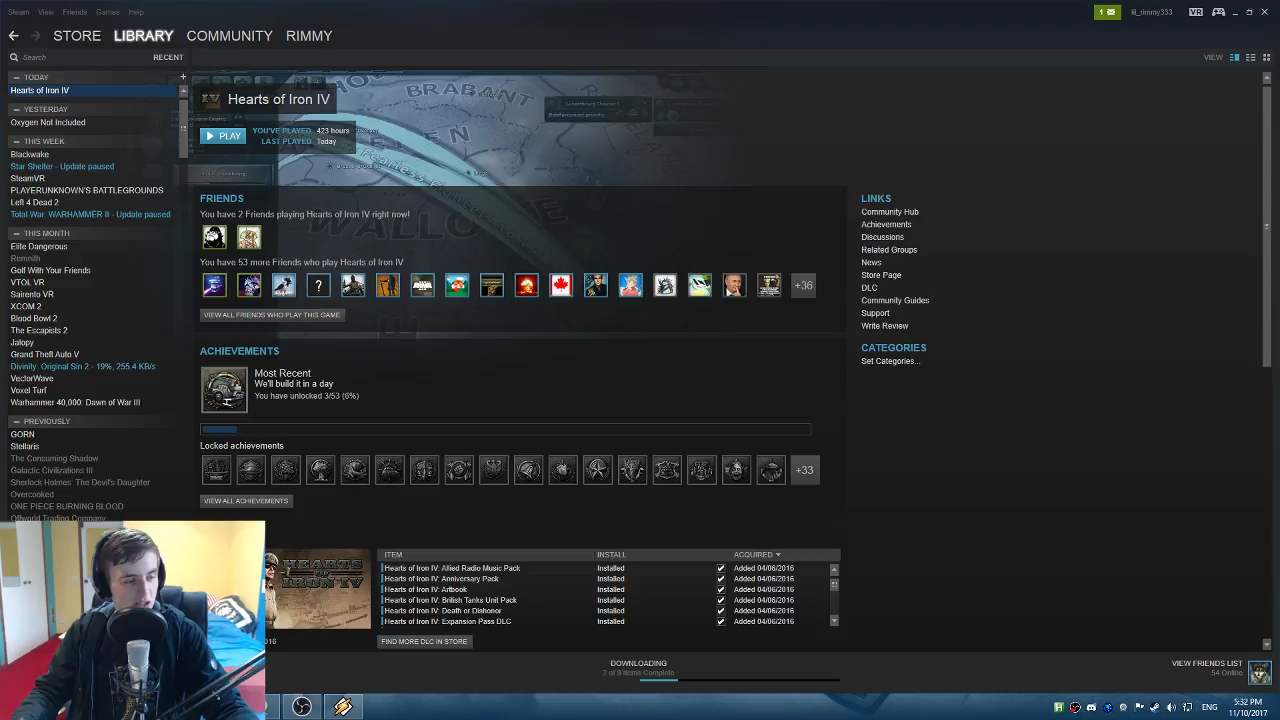 Steam View Friends Games Help
1
lil_rimmy333
VR
STORE LIBRARY COMMUNITY RIMMY
Search
RECENT
VIEW
TODAY
Hearts of Iron IV
YESTERDAY
Oxygen Not Included
THIS WEEK
Blackwake
Star Shelter - Update paused
SteamVR
PLAYERUNKNOWN'S BATTLEGROUNDS
Left 4 Dead 2
Total War: WARHAMMER II - Update paused
THIS MONTH
Elite Dangerous
Remnith
Golf With Your Friends
VTOL VR
Sairento VR
XCOM 2
Blood Bowl 2
The Escapists 2
Jalopy
Grand Theft Auto V
Divinity: Original Sin 2 - 19%, 255.4 KB/s
VectorWave
Voxel Turf
Warhammer 40,000: Dawn of War III
PREVIOUSLY
GORN
Stellaris
The Consuming Shadow
Galactic Civilizations III
Sherlock Holmes: The Devil's Daughter
Overcooked
ONE PIECE BURNING BLOOD
Offworld Trading Company
BRABANT
IV Hearts of Iron IV
PLAY
YOU'VE PLAYED 423 hours
LAST PLAYED Today
FRIENDS
You have 2 Friends playing Hearts of Iron IV right now!
You have 53 more Friends who play Hearts of Iron IV
?
+36
VIEW ALL FRIENDS WHO PLAY THIS GAME
ACHIEVEMENTS
Most Recent
We'll build it in a day
You have unlocked 3/53 (6%)
Locked achievements
+33
VIEW ALL ACHIEVEMENTS
HEARTS OF IRON IV
ITEM INSTALL ACQUIRED
Hearts of Iron IV: Allied Radio Music Pack Installed Added 04/06/2016
Hearts of Iron IV: Anniversary Pack Installed Added 04/06/2016
Hearts of Iron IV: Artbook Installed Added 04/06/2016
Hearts of Iron IV: British Tanks Unit Pack Installed Added 04/06/2016
Hearts of Iron IV: Death or Dishonor Installed Added 04/06/2016
Hearts of Iron IV: Expansion Pass DLC Installed Added 04/06/2016
016
FIND MORE DLC IN STORE
LINKS
Community Hub
Achievements
Discussions
Related Groups
News
Store Page
DLC
Community Guides
Support
Write Review
CATEGORIES
Set Categories...
DOWNLOADING
2 of 9 Items Complete
VIEW FRIENDS LIST
54 Online
ENG
5:32 PM
11/10/2017